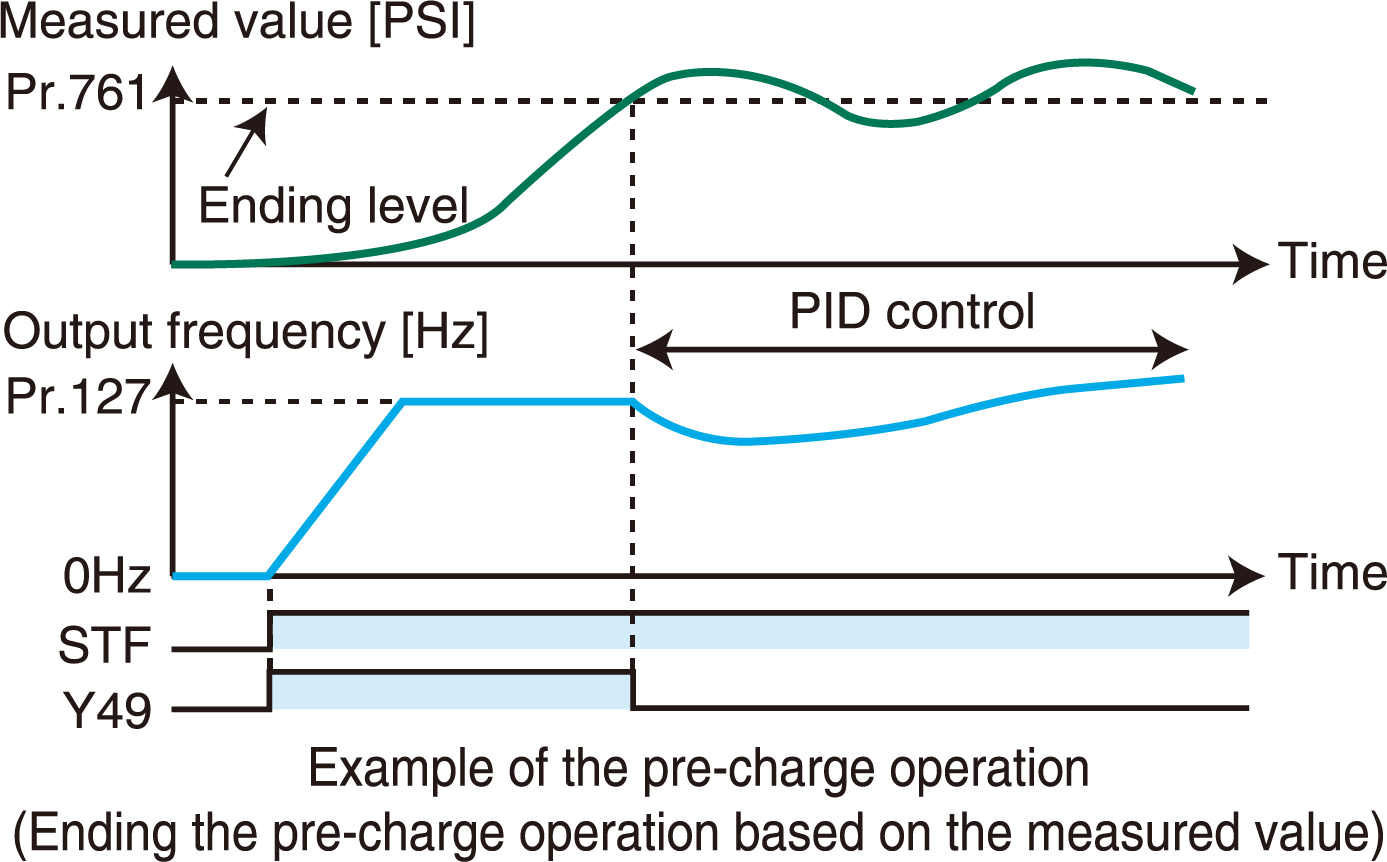 Measured value [PSI]
Pr.761
Ending level
Time
PID control
Output frequency [Hz]
Pr.127
0Hz
Time
STF
Y49
Example of the pre-charge operation
(Ending the pre-charge operation based on the measured value)